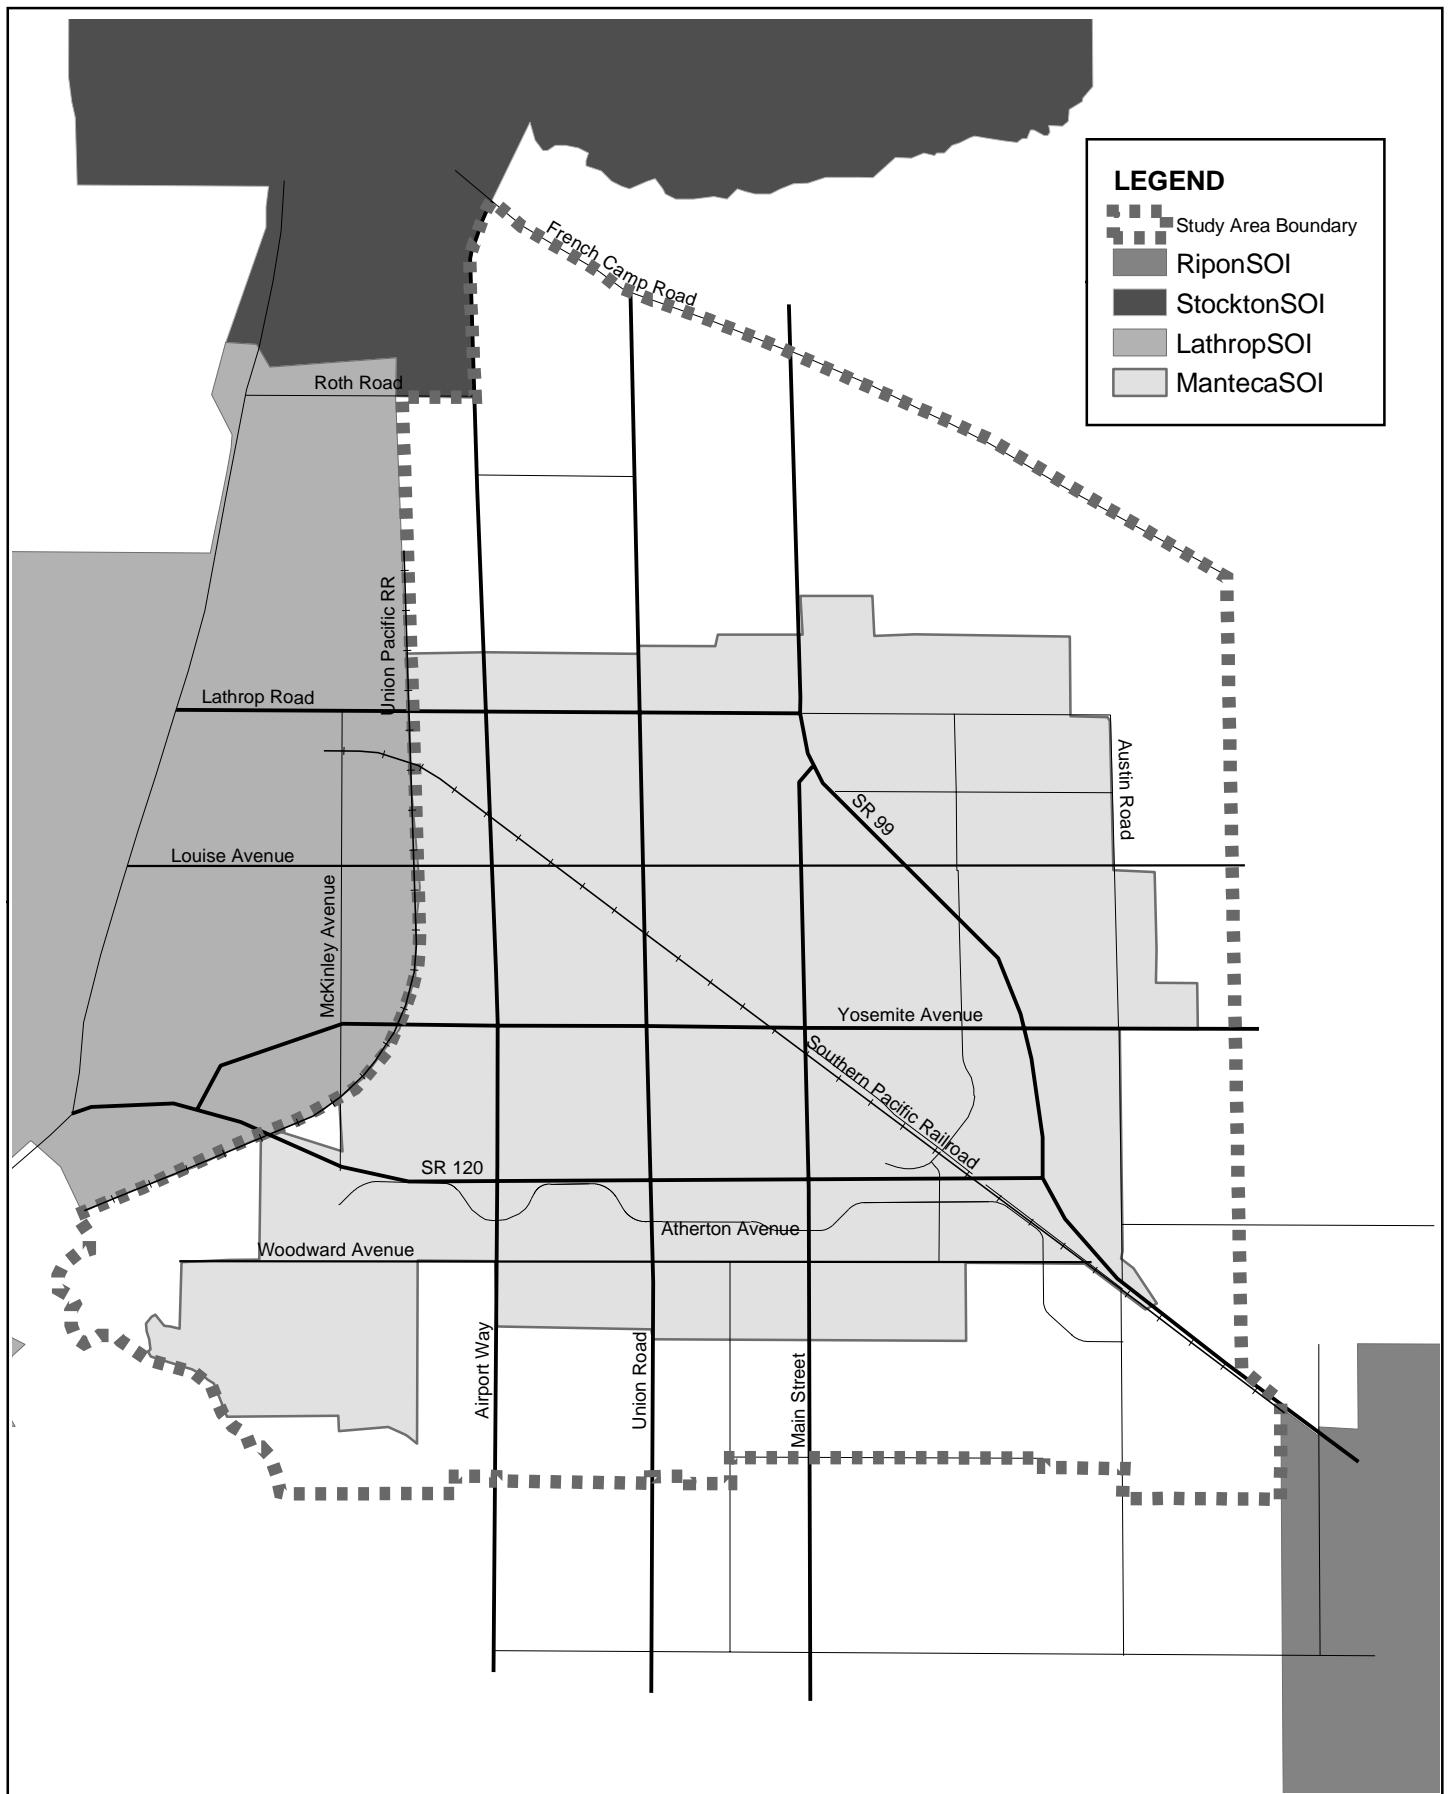 LEGEND
Study Area Boundary
RiponSOI
StocktonSOI
LathropSOI
MantecaSOI
French Camp Road
Roth Road
Union Pacific RR
Lathrop Road
Austin Road
SR 99
Louise Avenue
McKinley Avenue
Yosemite Avenue
Southern Pacific Railroad
SR 120
Atherton Avenue
Woodward Avenue
Airport Way
Union Road
Main Street